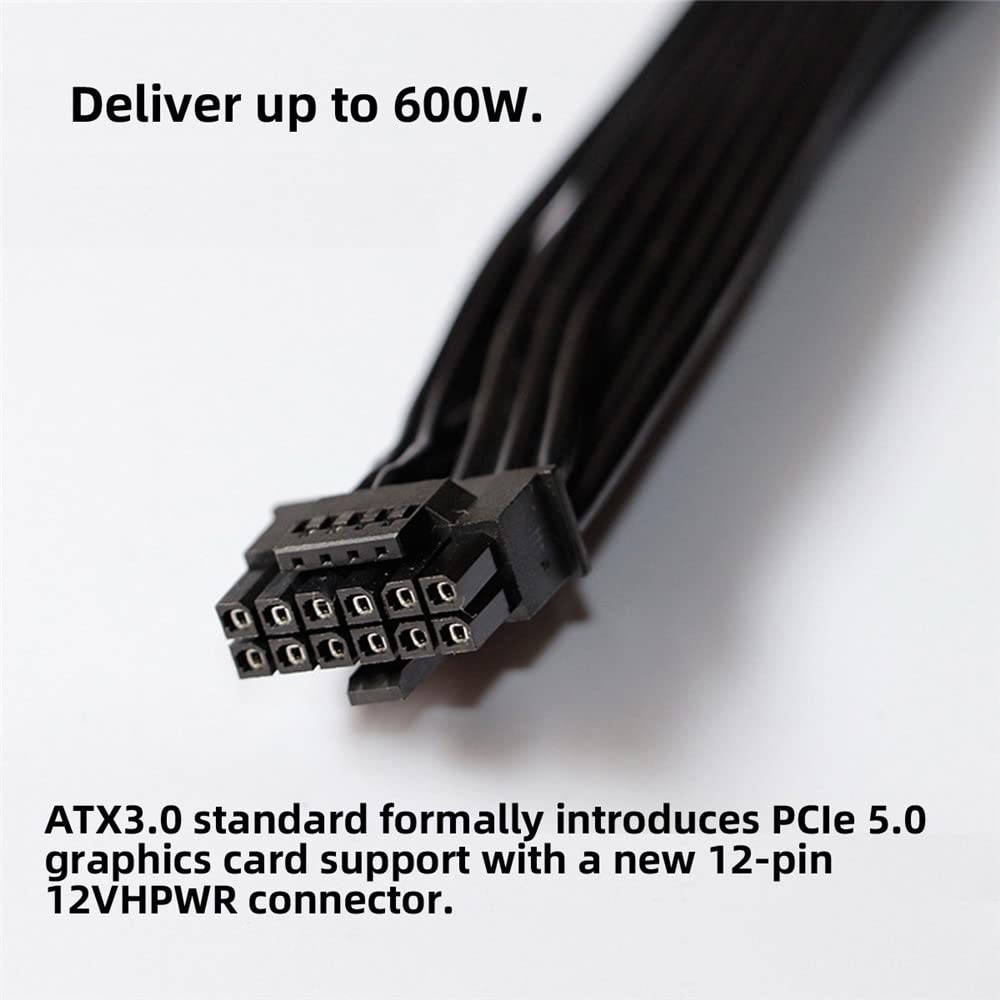 Deliver up to 600W.
ATX3.0 standard formally introduces PCIe 5.0
graphics card support with a new 12-pin
12VHPWR connector.